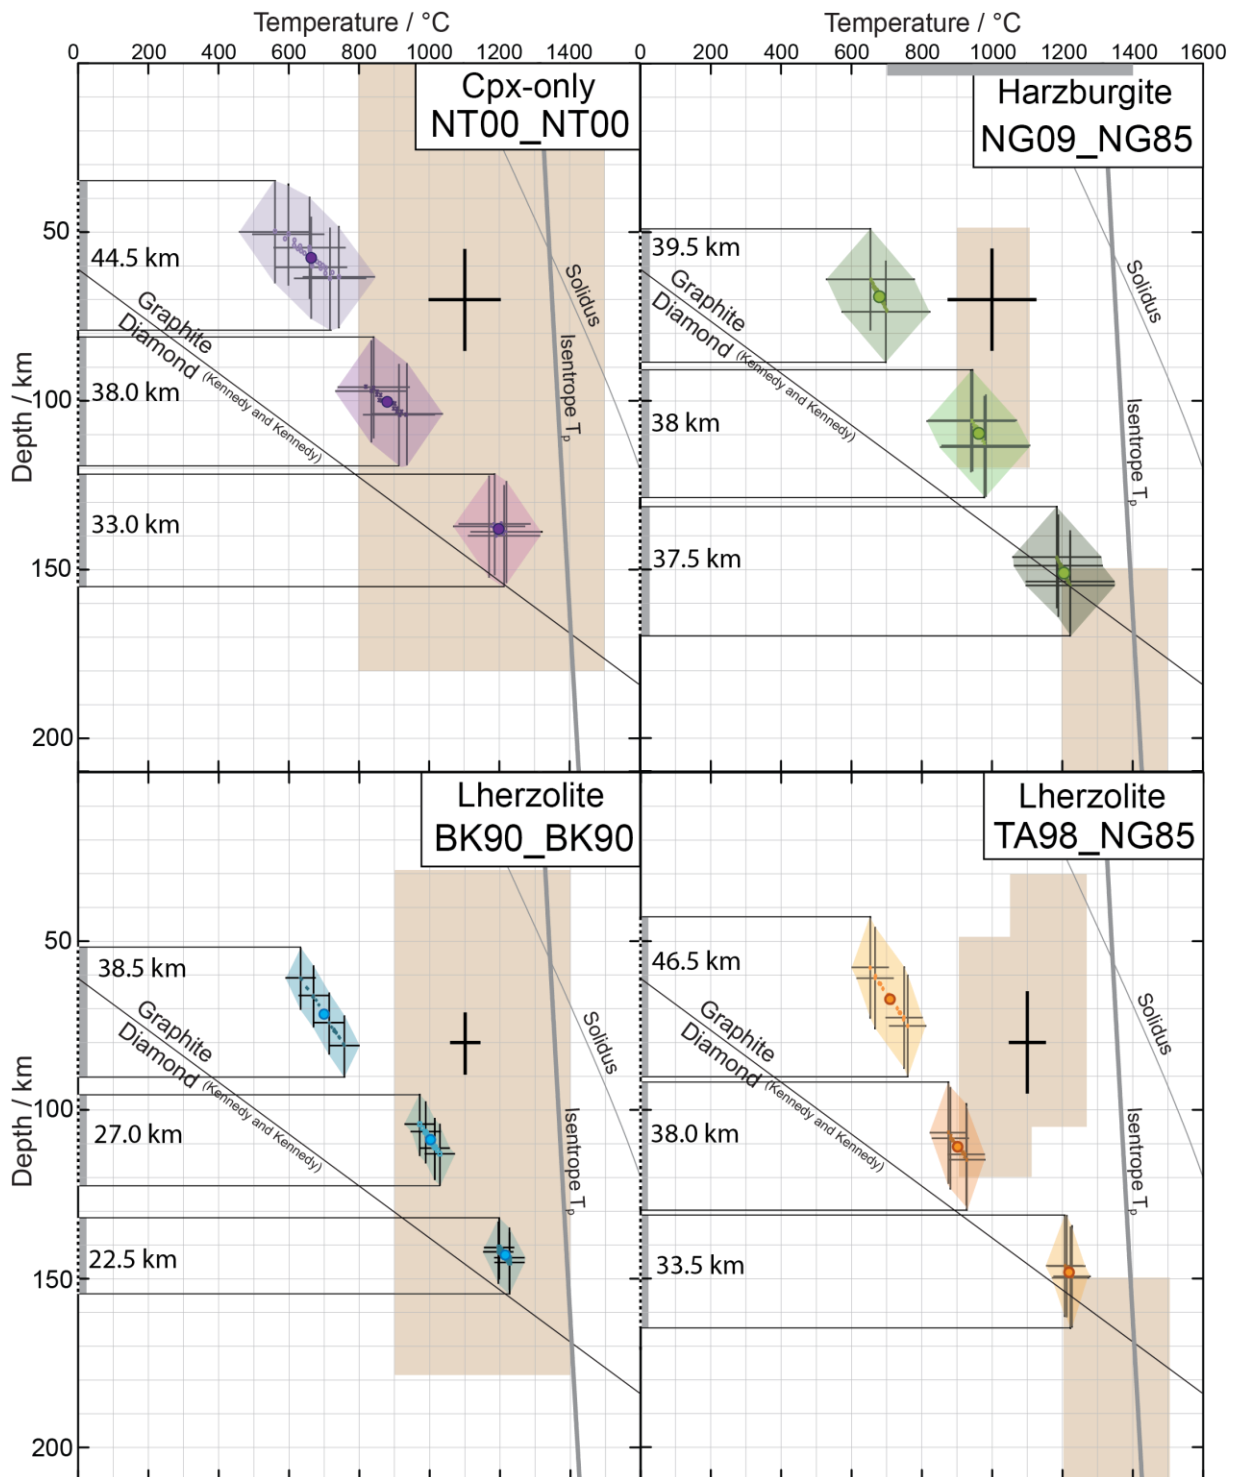 Temperature / °C
Temperature / °C
0 200 400 600 800 1000 1200 1400
0 200 400 600 800 1000 1200 1400 1600
Cpx-only
NT00_NT00
Harzburgite
NG09_NG85
Depth / km
50
100
150
200
44.5 km
38.0 km
33.0 km
Graphite
Diamond (Kennedy and Kennedy)
Solidus
Isentrope Tp
39.5 km
38 km
37.5 km
Graphite
Diamond (Kennedy and Kennedy)
Solidus
Isentrope Tp
Lherzolite
BK90_BK90
Lherzolite
TA98_NG85
Depth / km
50
100
150
200
38.5 km
27.0 km
22.5 km
Graphite
Diamond (Kennedy and Kennedy)
Solidus
Isentrope Tp
46.5 km
38.0 km
33.5 km
Graphite
Diamond (Kennedy and Kennedy)
Solidus
Isentrope Tp